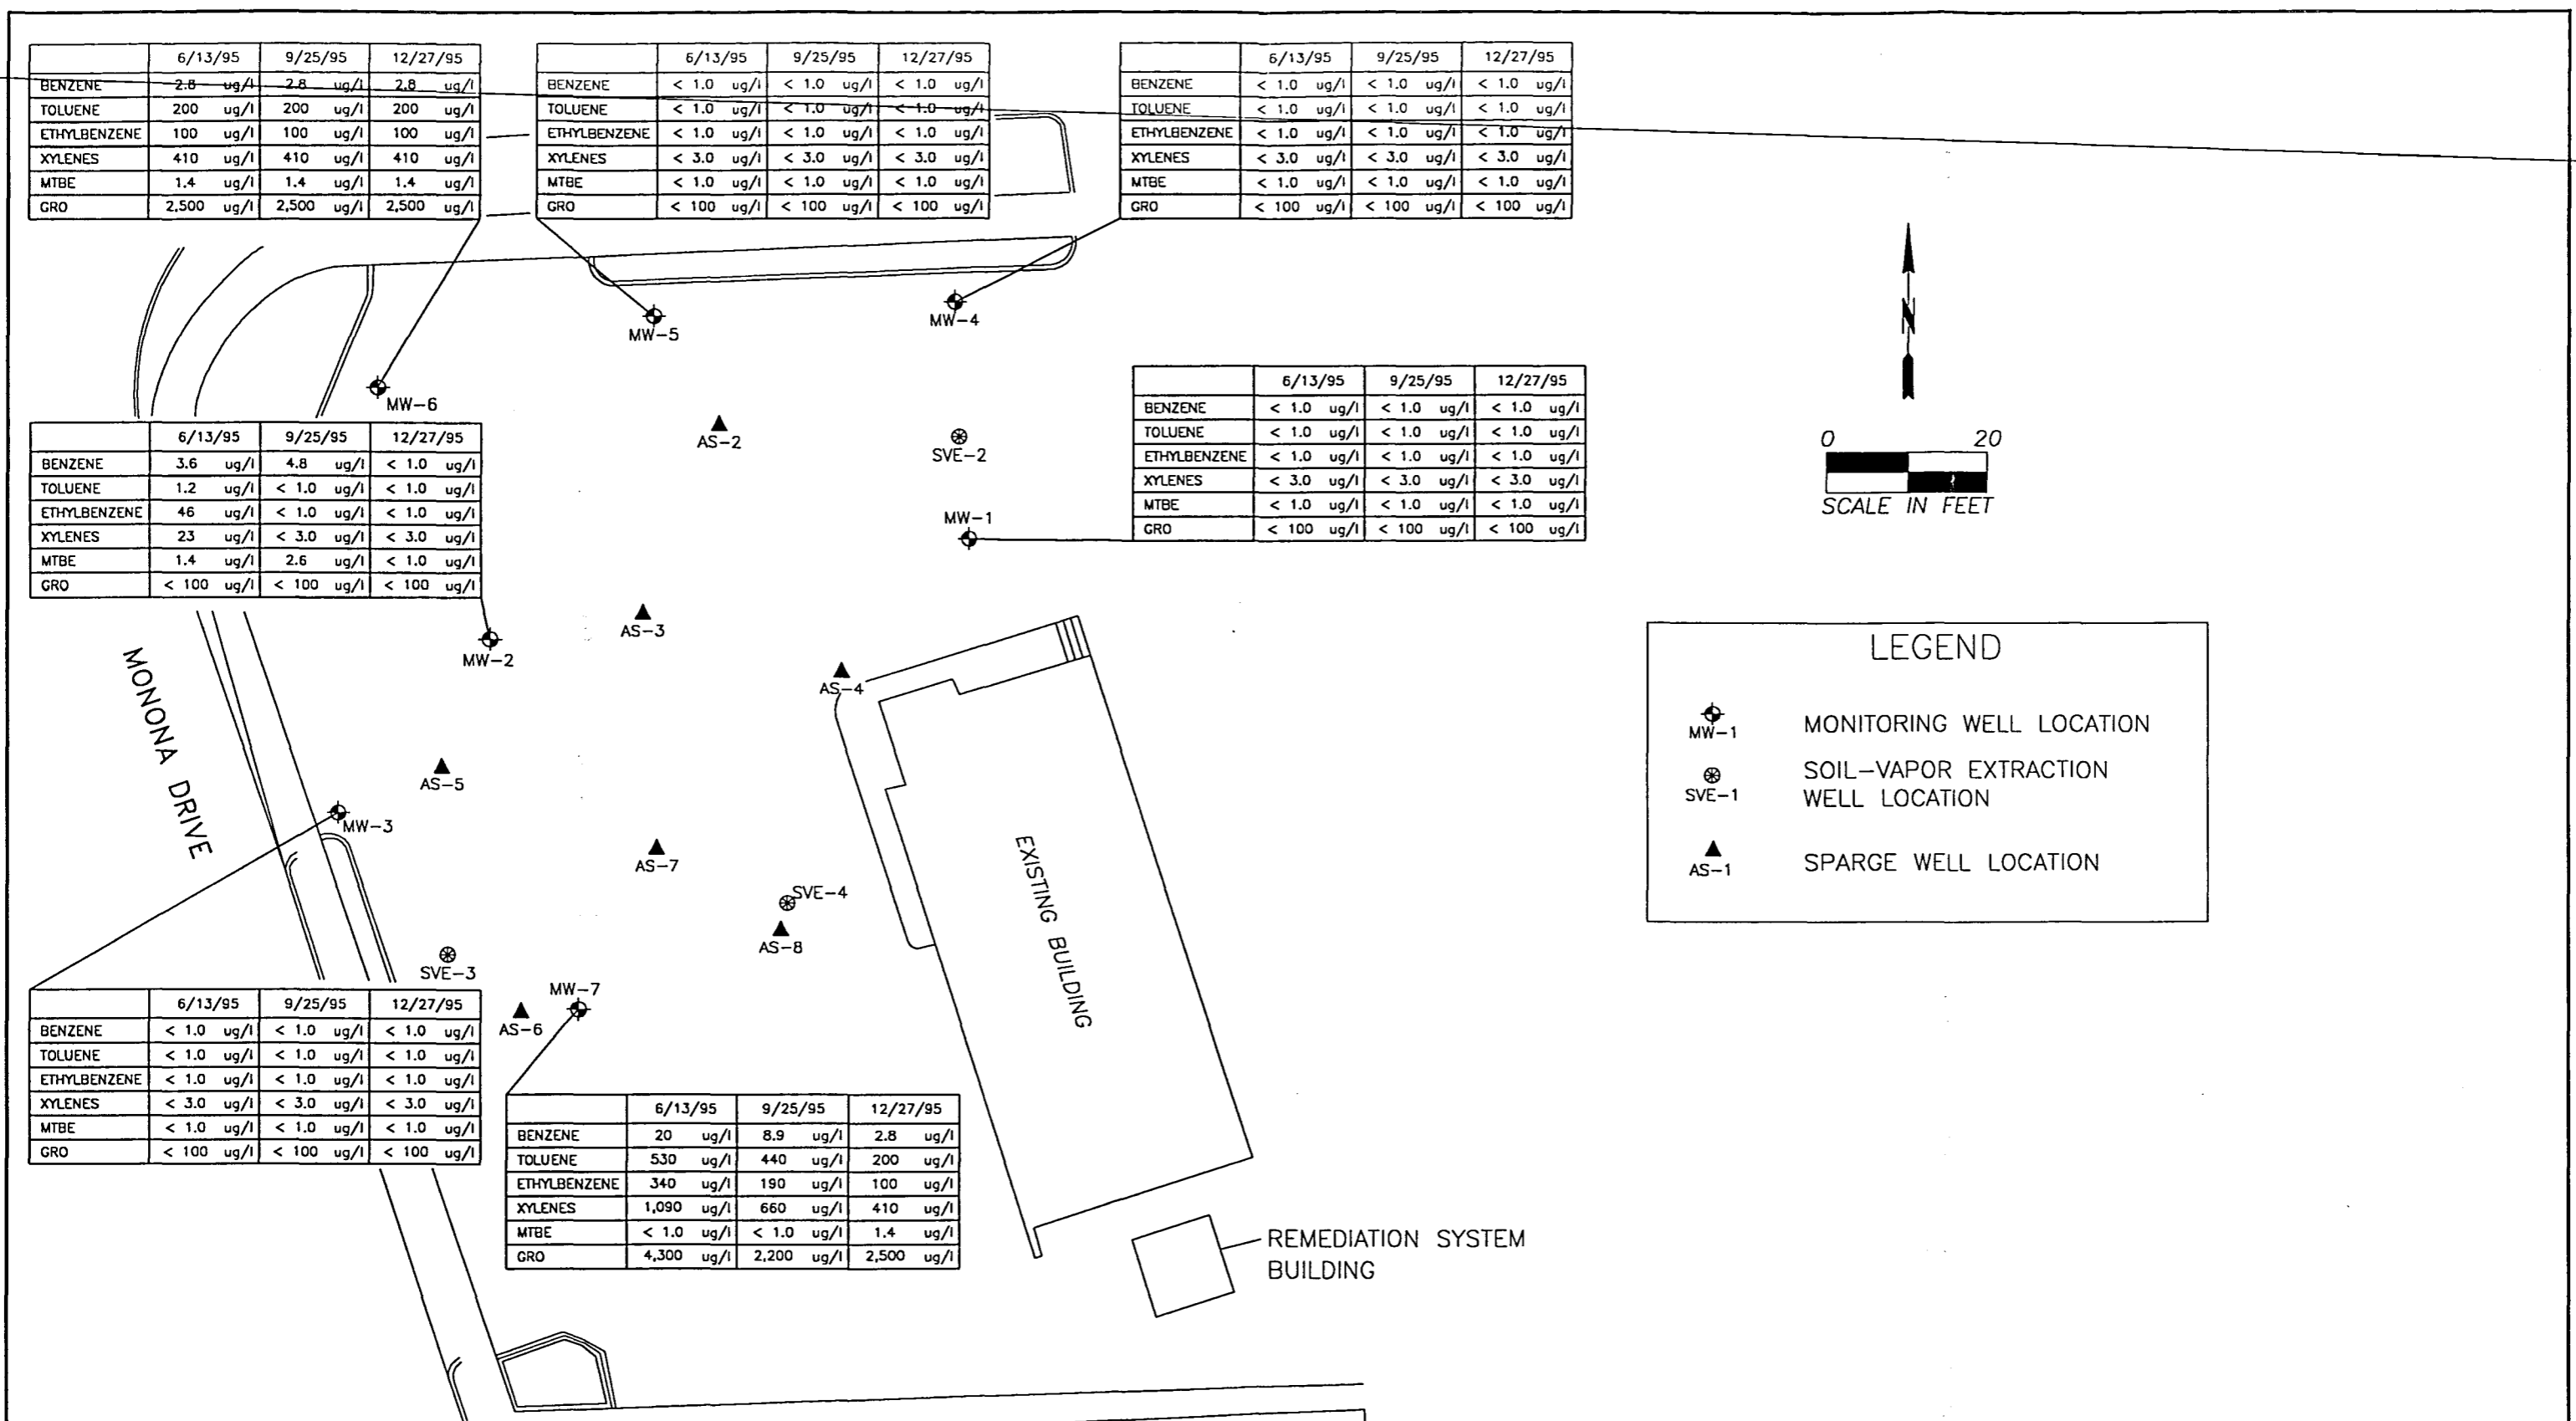 6/13/95 9/25/95 12/27/95
BENZENE 2.8 ug/l 2.8 ug/l 2.8 ug/l
TOLUENE 200 ug/l 200 ug/l 200 ug/l
ETHYLBENZENE 100 ug/l 100 ug/l 100 ug/l
XYLENES 410 ug/l 410 ug/l 410 ug/l
MTBE 1.4 ug/l 1.4 ug/l 1.4 ug/l
GRO 2,500 ug/l 2,500 ug/l 2,500 ug/l
6/13/95 9/25/95 12/27/95
BENZENE < 1.0 ug/l < 1.0 ug/l < 1.0 ug/l
TOLUENE < 1.0 ug/l < 1.0 ug/l < 1.0 ug/l
ETHYLBENZENE < 1.0 ug/l < 1.0 ug/l < 1.0 ug/l
XYLENES < 3.0 ug/l < 3.0 ug/l < 3.0 ug/l
MTBE < 1.0 ug/l < 1.0 ug/l < 1.0 ug/l
GRO < 100 ug/l < 100 ug/l < 100 ug/l
6/13/95 9/25/95 12/27/95
BENZENE < 1.0 ug/l < 1.0 ug/l < 1.0 ug/l
TOLUENE < 1.0 ug/l < 1.0 ug/l < 1.0 ug/l
ETHYLBENZENE < 1.0 ug/l < 1.0 ug/l < 1.0 ug/l
XYLENES < 3.0 ug/l < 3.0 ug/l < 3.0 ug/l
MTBE < 1.0 ug/l < 1.0 ug/l < 1.0 ug/l
GRO < 100 ug/l < 100 ug/l < 100 ug/l
MW-5
MW-4
MW-6
AS-2
SVE-2
MW-1
6/13/95 9/25/95 12/27/95
BENZENE < 1.0 ug/l < 1.0 ug/l < 1.0 ug/l
TOLUENE < 1.0 ug/l < 1.0 ug/l < 1.0 ug/l
ETHYLBENZENE < 1.0 ug/l < 1.0 ug/l < 1.0 ug/l
XYLENES < 3.0 ug/l < 3.0 ug/l < 3.0 ug/l
MTBE < 1.0 ug/l < 1.0 ug/l < 1.0 ug/l
GRO < 100 ug/l < 100 ug/l < 100 ug/l
N
0 20
SCALE IN FEET
6/13/95 9/25/95 12/27/95
BENZENE 3.6 ug/l 4.8 ug/l < 1.0 ug/l
TOLUENE 1.2 ug/l < 1.0 ug/l < 1.0 ug/l
ETHYLBENZENE 46 ug/l < 1.0 ug/l < 1.0 ug/l
XYLENES 23 ug/l < 3.0 ug/l < 3.0 ug/l
MTBE 1.4 ug/l 2.6 ug/l < 1.0 ug/l
GRO < 100 ug/l < 100 ug/l < 100 ug/l
AS-3
MW-2
AS-4
MONONA DRIVE
AS-5
MW-3
AS-7
SVE-4
AS-8
EXISTING BUILDING
SVE-3
MW-7
AS-6
LEGEND
MW-1 MONITORING WELL LOCATION
SVE-1 SOIL-VAPOR EXTRACTION
WELL LOCATION
AS-1 SPARGE WELL LOCATION
6/13/95 9/25/95 12/27/95
BENZENE < 1.0 ug/l < 1.0 ug/l < 1.0 ug/l
TOLUENE < 1.0 ug/l < 1.0 ug/l < 1.0 ug/l
ETHYLBENZENE < 1.0 ug/l < 1.0 ug/l < 1.0 ug/l
XYLENES < 3.0 ug/l < 3.0 ug/l < 3.0 ug/l
MTBE < 1.0 ug/l < 1.0 ug/l < 1.0 ug/l
GRO < 100 ug/l < 100 ug/l < 100 ug/l
6/13/95 9/25/95 12/27/95
BENZENE 20 ug/l 8.9 ug/l 2.8 ug/l
TOLUENE 530 ug/l 440 ug/l 200 ug/l
ETHYLBENZENE 340 ug/l 190 ug/l 100 ug/l
XYLENES 1,090 ug/l 660 ug/l 410 ug/l
MTBE < 1.0 ug/l < 1.0 ug/l 1.4 ug/l
GRO 4,300 ug/l 2,200 ug/l 2,500 ug/l
REMEDIATION SYSTEM
BUILDING